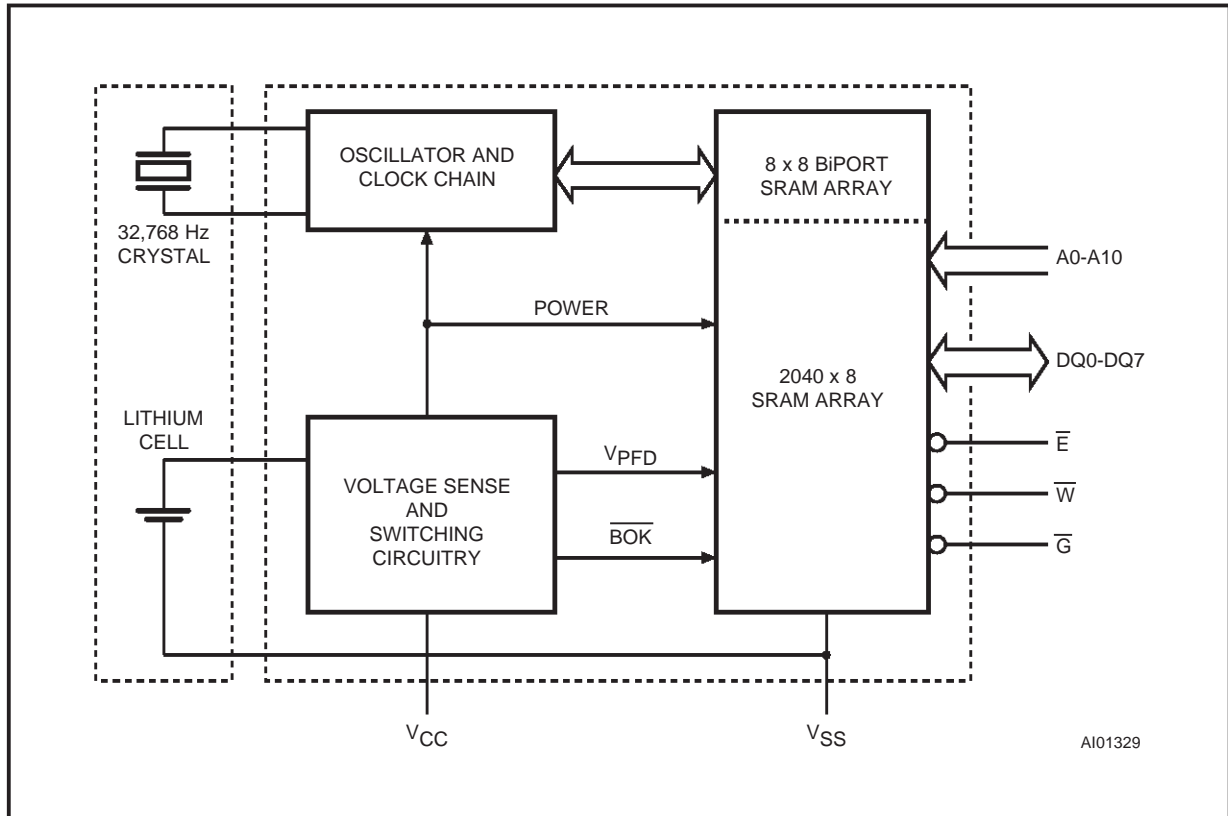 OSCILLATOR AND
CLOCK CHAIN
8 x 8 BiPORT
SRAM ARRAY
32,768 Hz
CRYSTAL
A0-A10
POWER
DQ0-DQ7
2040 x 8
SRAM ARRAY
LITHIUM
CELL
VOLTAGE SENSE
AND
SWITCHING
CIRCUITRY
VPFD
B̅O̅K̅
E̅
W̅
G̅
VCC
VSS
AI01329